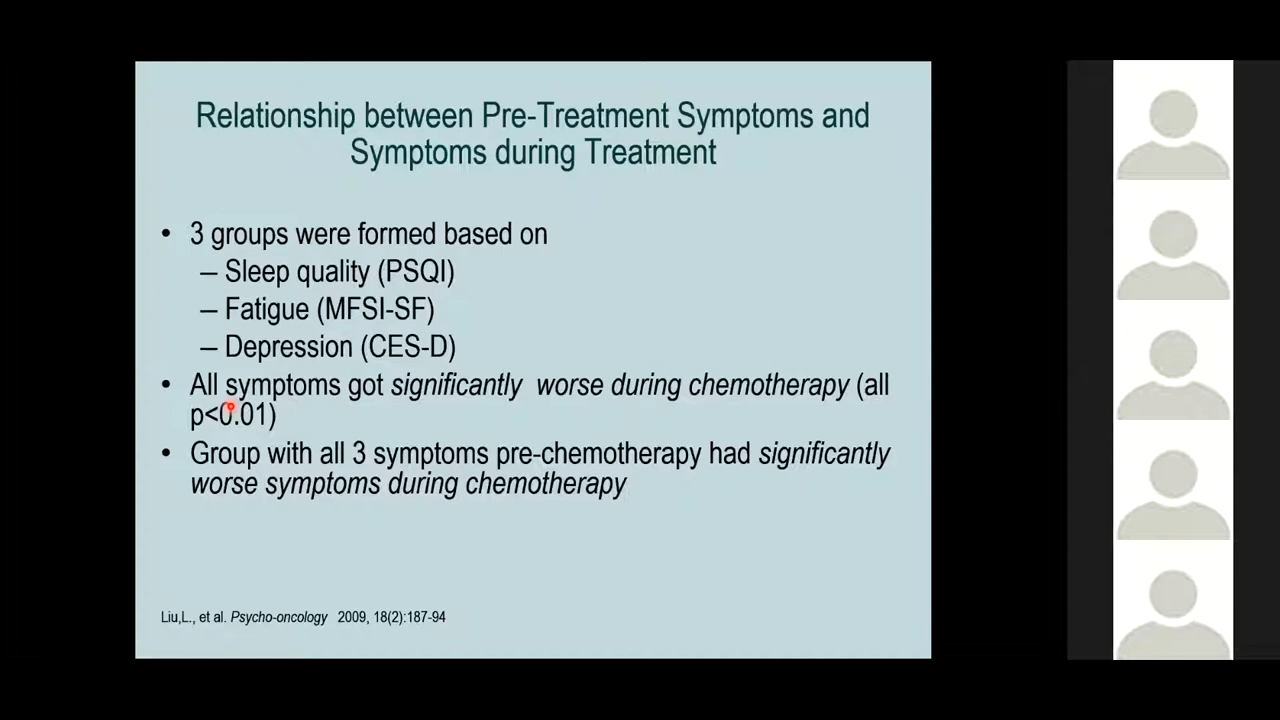 Relationship between Pre-Treatment Symptoms and
Symptoms during Treatment
• 3 groups were formed based on
– Sleep quality (PSQI)
– Fatigue (MFSI-SF)
– Depression (CES-D)
• All symptoms got significantly worse during chemotherapy (all
p<0.01)
• Group with all 3 symptoms pre-chemotherapy had significantly
worse symptoms during chemotherapy
Liu,L., et al. Psycho-oncology 2009, 18(2):187-94